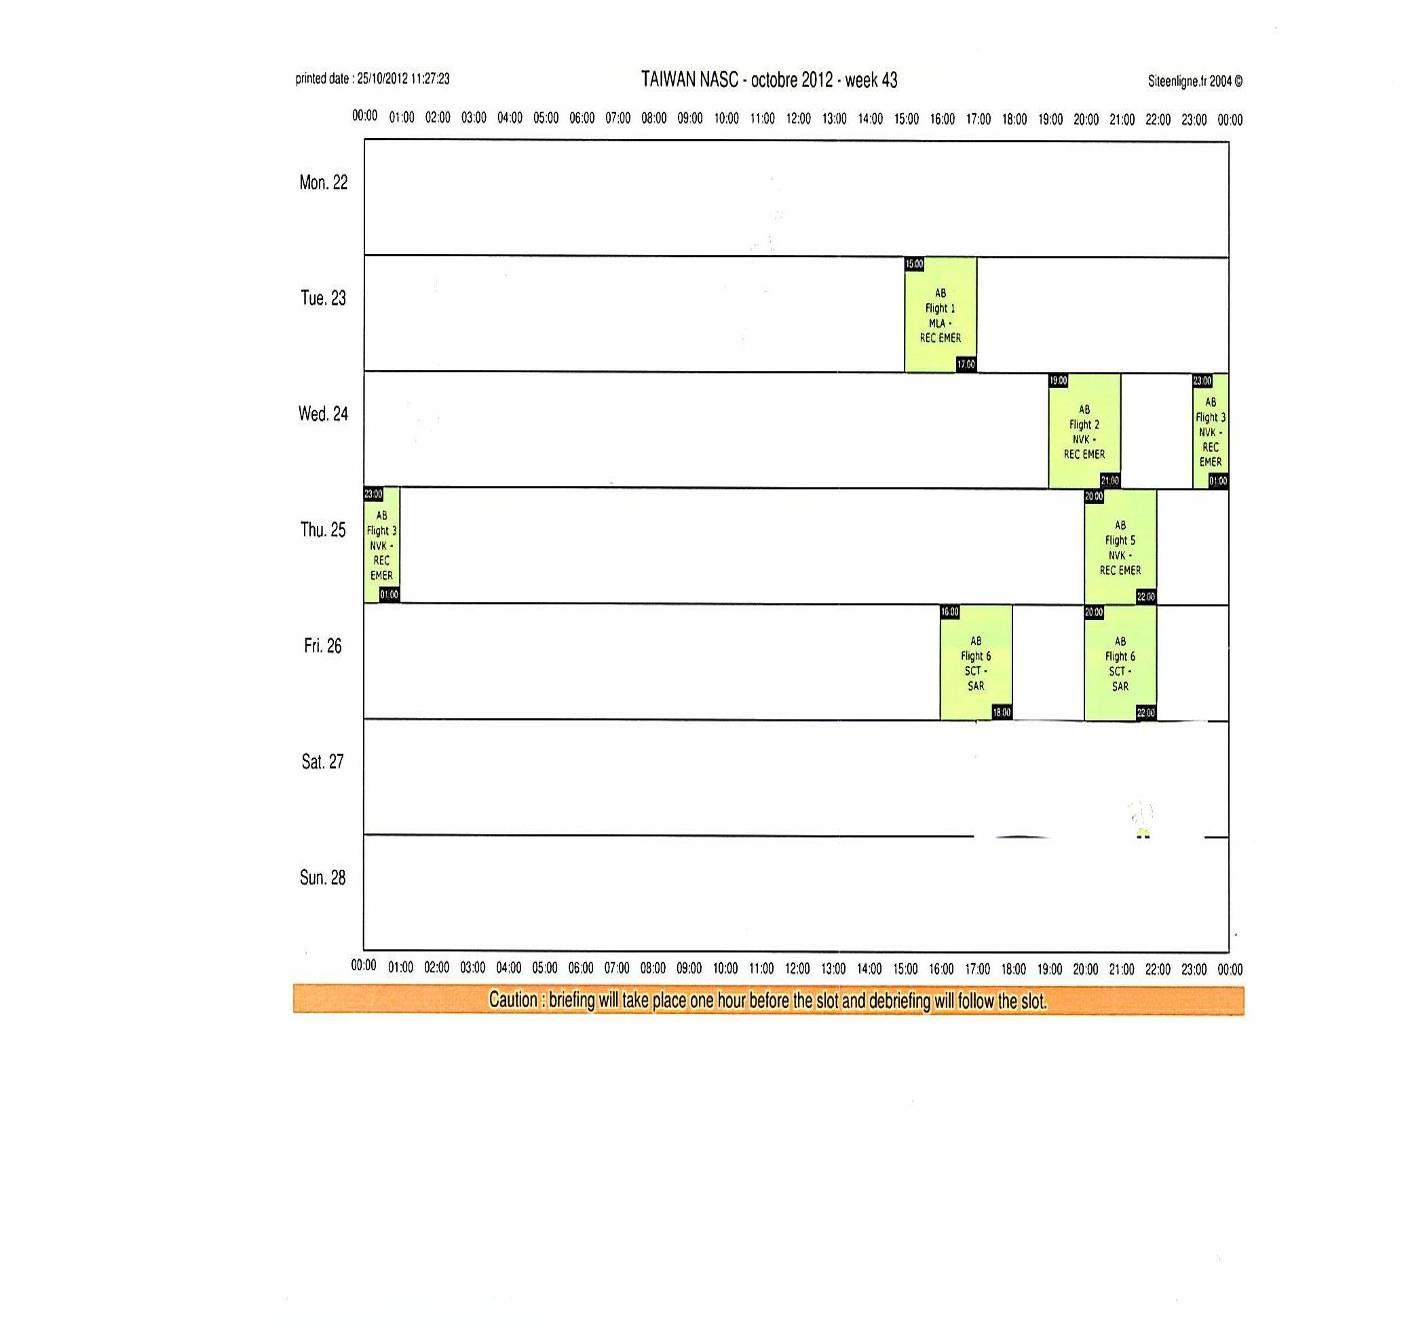 printed date : 25/10/2012 11:27:23
TAIWAN NASC - octobre 2012 - week 43
Siteenligne.fr 2004 ©
00:00 01:00 02:00 03:00 04:00 05:00 06:00 07:00 08:00 09:00 10:00 11:00 12:00 13:00 14:00 15:00 16:00 17:00 18:00 19:00 20:00 21:00 22:00 23:00 00:00
Mon. 22
Tue. 23
15:00
AB
Flight 1
MLA -
REC EMER
17:00
Wed. 24
19:00
AB
Flight 2
NVK -
REC EMER
21:00
23:00
AB
Flight 3
NVK -
REC
EMER
01:00
Thu. 25
23:00
AB
Flight 3
NVK -
REC
EMER
01:00
20:00
AB
Flight 5
NVK -
REC EMER
22:00
Fri. 26
16:00
AB
Flight 6
SCT -
SAR
18:00
20:00
AB
Flight 6
SCT -
SAR
22:00
Sat. 27
Sun. 28
00:00 01:00 02:00 03:00 04:00 05:00 06:00 07:00 08:00 09:00 10:00 11:00 12:00 13:00 14:00 15:00 16:00 17:00 18:00 19:00 20:00 21:00 22:00 23:00 00:00
Caution : briefing will take place one hour before the slot and debriefing will follow the slot.